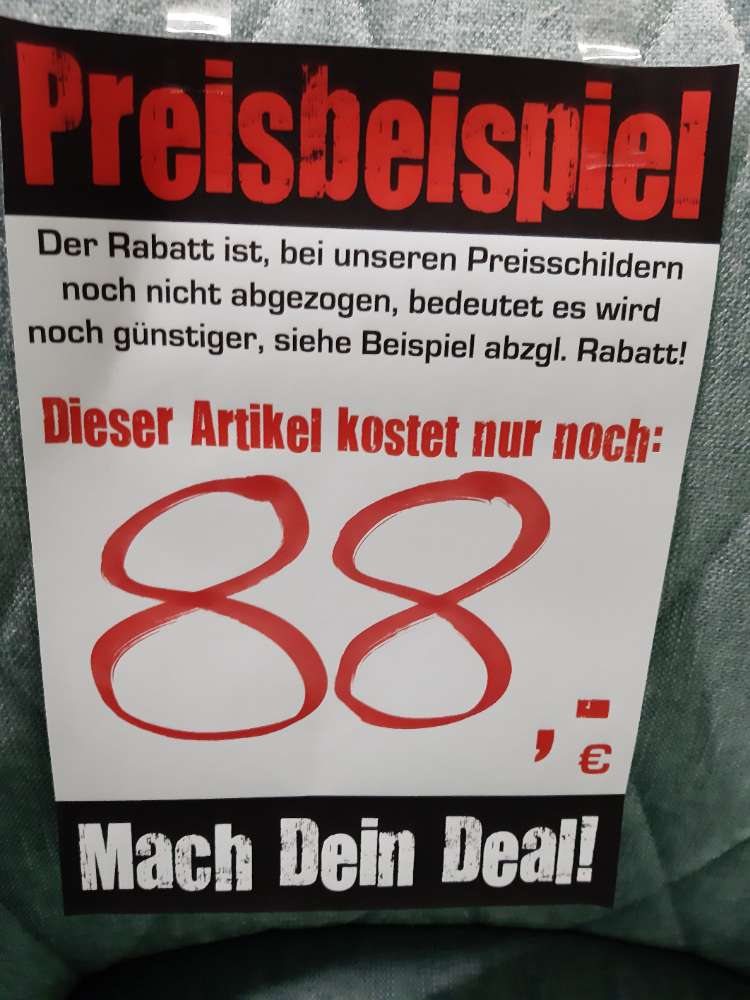 Preisbeispiel
Der Rabatt ist, bei unseren Preisschildern
noch nicht abgezogen, bedeutet es wird
noch günstiger, siehe Beispiel abzgl. Rabatt!
Dieser Artikel kostet nur noch:
88,- €
Mach Dein Deal!